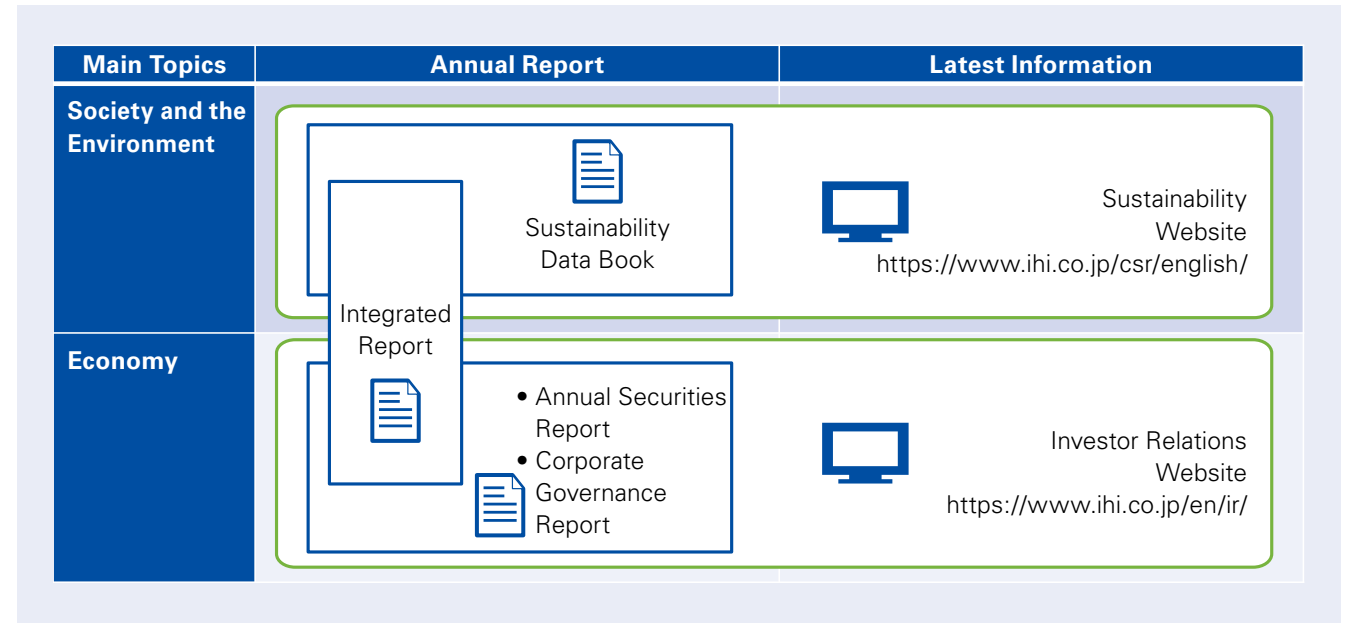 Main Topics
Annual Report
Latest Information
Society and the
Environment
Sustainability
Data Book
Sustainability
Website
https://www.ihi.co.jp/csr/english/
Integrated
Report
Economy
• Annual Securities
Report
• Corporate
Governance
Report
Investor Relations
Website
https://www.ihi.co.jp/en/ir/